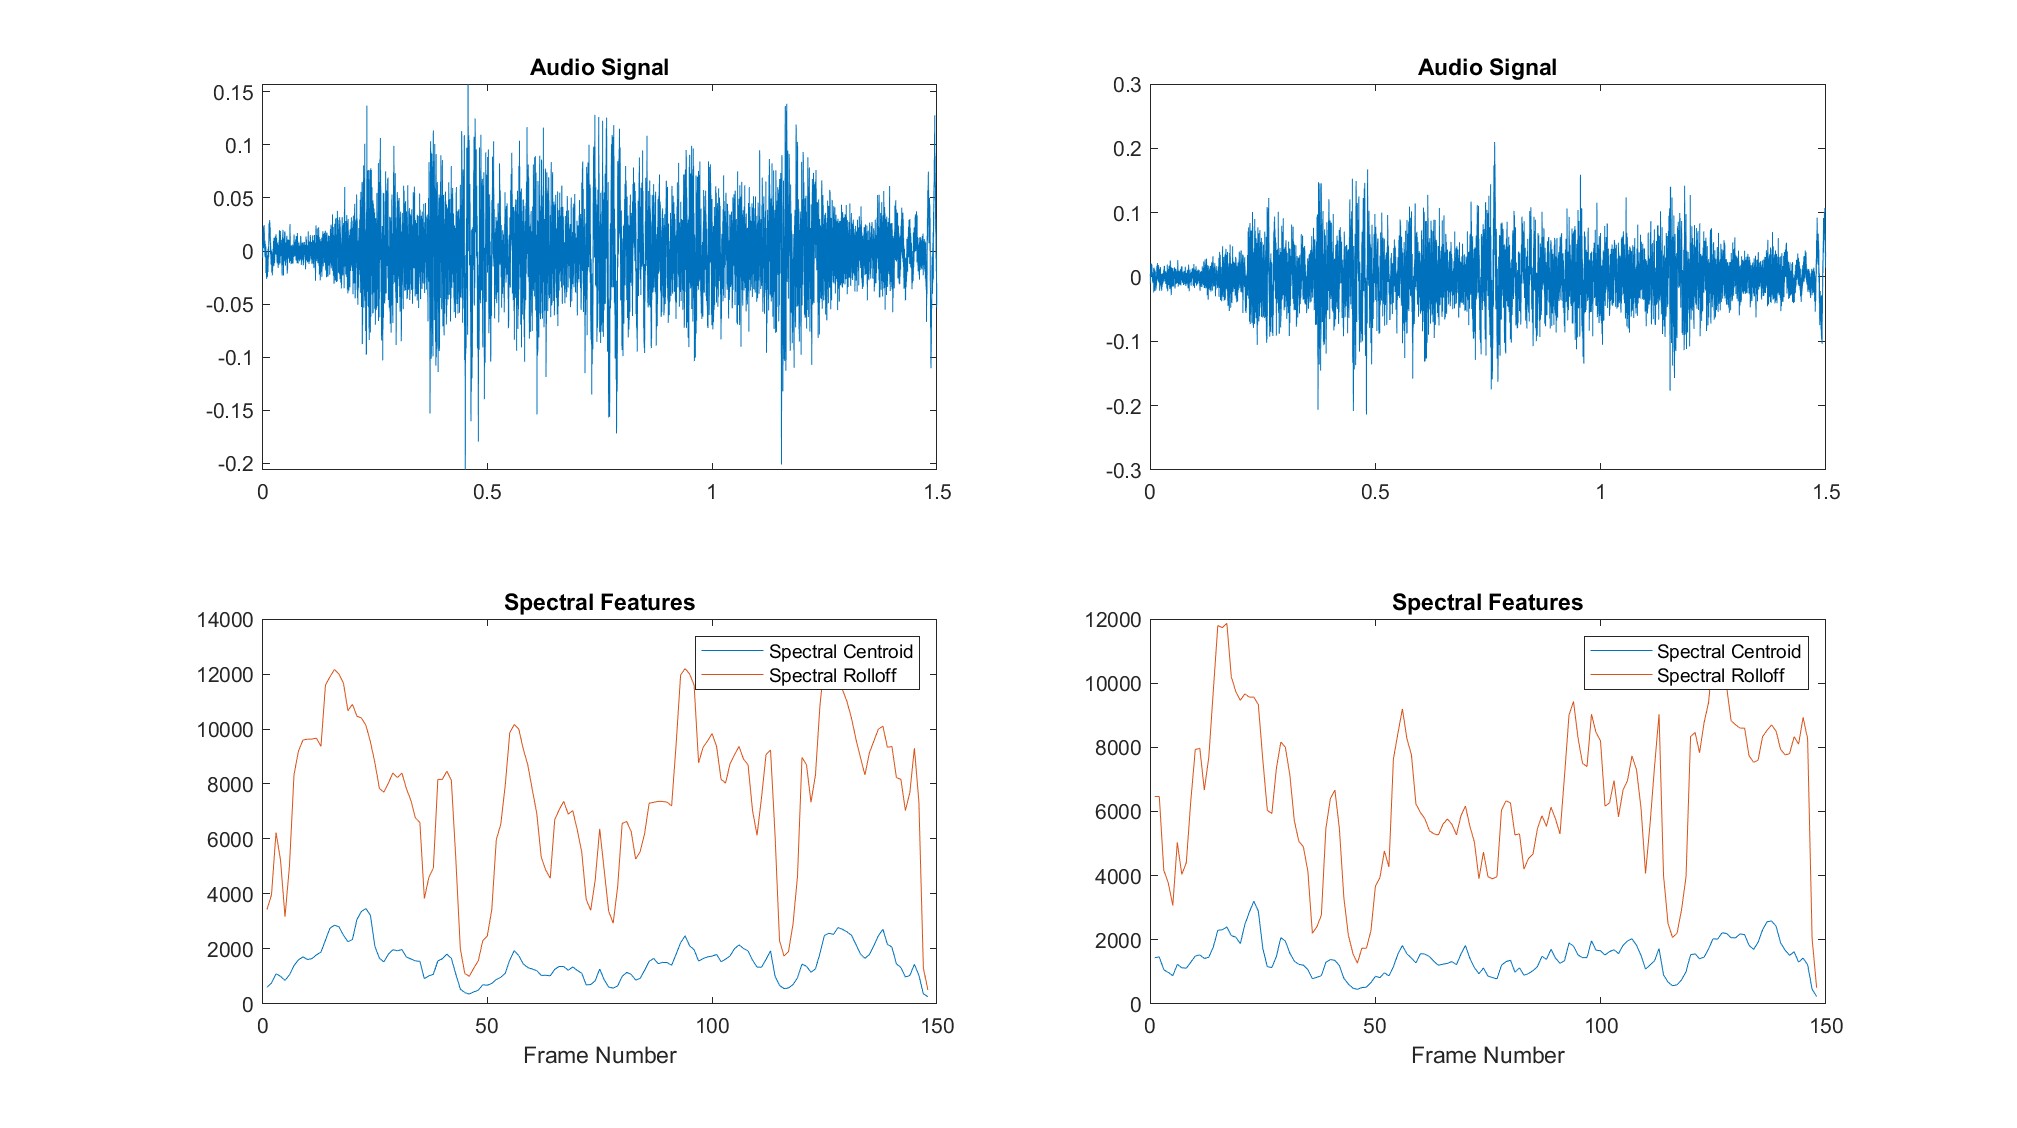 Audio Signal
0.15
0.1
0.05
0
-0.05
-0.1
-0.15
-0.2
0 0.5 1 1.5
Audio Signal
0.3
0.2
0.1
0
-0.1
-0.2
-0.3
0 0.5 1 1.5
Spectral Features
14000
12000
10000
8000
6000
4000
2000
0
Spectral Centroid
Spectral Rolloff
0 50 100 150
Frame Number
Spectral Features
12000
10000
8000
6000
4000
2000
0
Spectral Centroid
Spectral Rolloff
0 50 100 150
Frame Number